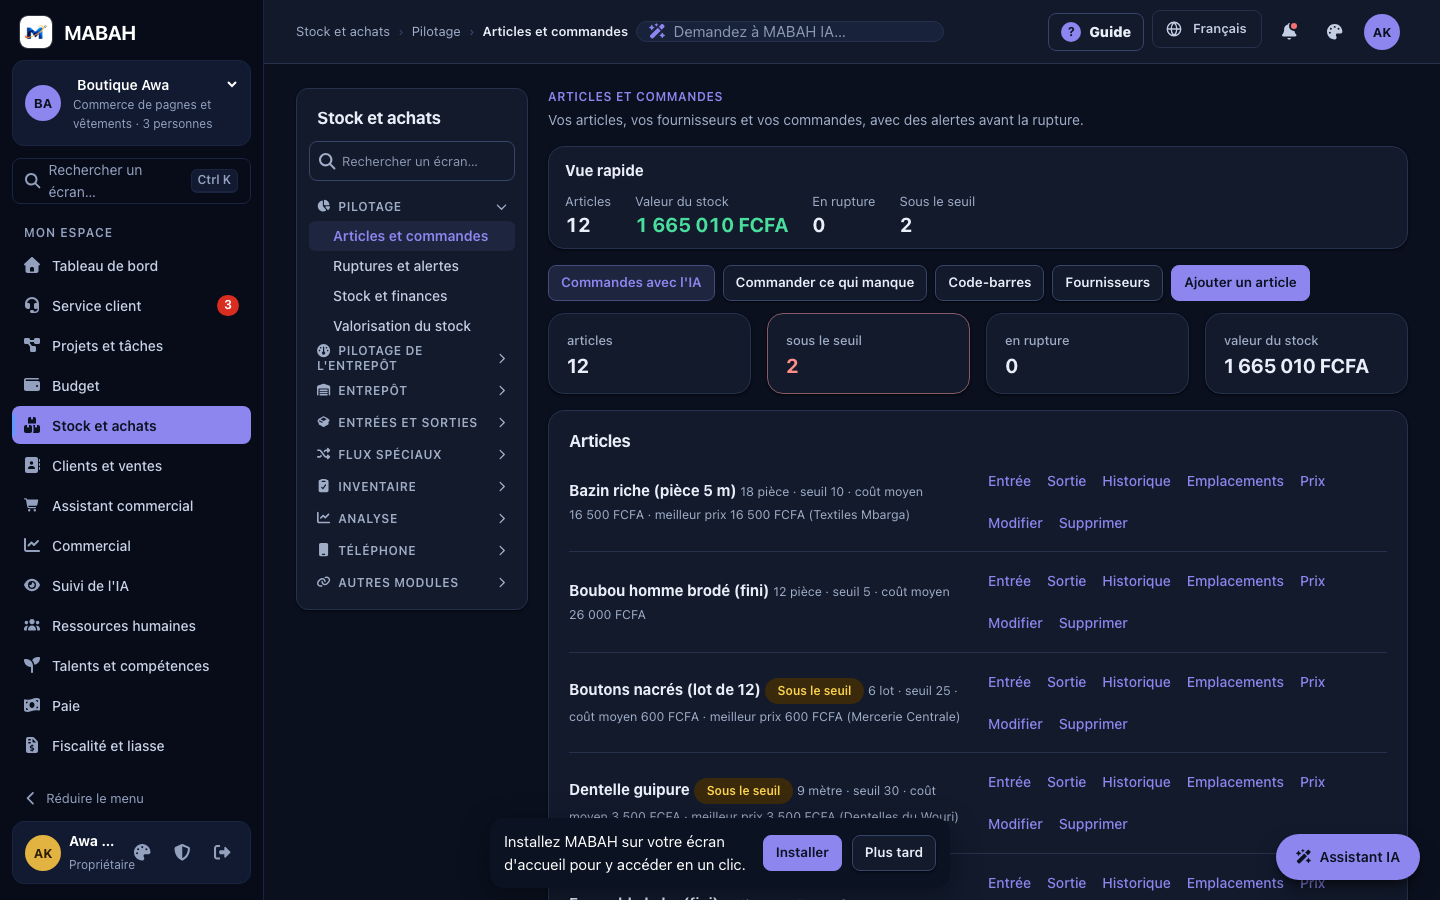 MABAH
BA
Boutique Awa
Commerce de pagnes et
vêtements · 3 personnes
Rechercher un
écran...
Ctrl K
MON ESPACE
Tableau de bord
Service client
3
Projets et tâches
Budget
Stock et achats
Clients et ventes
Assistant commercial
Commercial
Suivi de l'IA
Ressources humaines
Talents et compétences
Paie
Fiscalité et liasse
Réduire le menu
AK
Awa ...
Propriétaire
Stock et achats › Pilotage › Articles et commandes
Demandez à MABAH IA...
? Guide
Français
AK
Stock et achats
Rechercher un écran...
PILOTAGE
Articles et commandes
Ruptures et alertes
Stock et finances
Valorisation du stock
PILOTAGE DE
L'ENTREPÔT
ENTREPÔT
ENTRÉES ET SORTIES
FLUX SPÉCIAUX
INVENTAIRE
ANALYSE
TÉLÉPHONE
AUTRES MODULES
ARTICLES ET COMMANDES
Vos articles, vos fournisseurs et vos commandes, avec des alertes avant la rupture.
Vue rapide
Articles Valeur du stock En rupture Sous le seuil
12 1 665 010 FCFA 0 2
Commandes avec l'IA Commander ce qui manque Code-barres Fournisseurs Ajouter un article
articles
12
sous le seuil
2
en rupture
0
valeur du stock
1 665 010 FCFA
Articles
Bazin riche (pièce 5 m) 18 pièce · seuil 10 · coût moyen
16 500 FCFA · meilleur prix 16 500 FCFA (Textiles Mbarga)
Entrée Sortie Historique Emplacements Prix
Modifier Supprimer
Boubou homme brodé (fini) 12 pièce · seuil 5 · coût moyen
26 000 FCFA
Entrée Sortie Historique Emplacements Prix
Modifier Supprimer
Boutons nacrés (lot de 12) Sous le seuil 6 lot · seuil 25 ·
coût moyen 600 FCFA · meilleur prix 600 FCFA (Mercerie Centrale)
Entrée Sortie Historique Emplacements Prix
Modifier Supprimer
Dentelle guipure Sous le seuil 9 mètre · seuil 30 · coût
moyen 3 500 FCFA · meilleur prix 3 500 FCFA (Dentelles du Wouri)
Entrée Sortie Historique Emplacements Prix
Modifier Supprimer
Entrée Sortie Historique Emplacements Prix
Installez MABAH sur votre écran
d'accueil pour y accéder en un clic.
Installer
Plus tard
Assistant IA